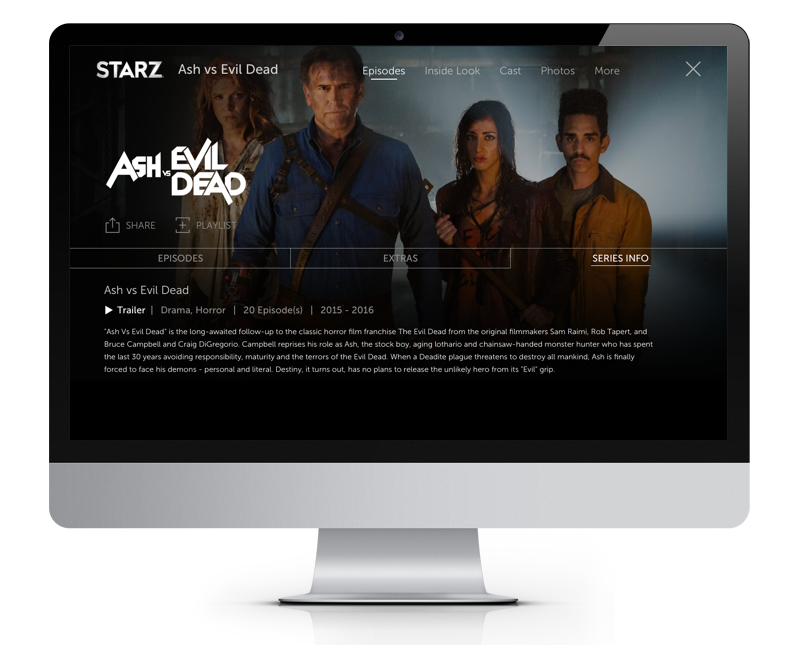 STARZ Ash vs Evil Dead Episodes Inside Look Cast Photos More
ASH vs EVIL DEAD
SHARE PLAYLIST
EPISODES EXTRAS SERIES INFO
Ash vs Evil Dead
Trailer | Drama, Horror | 20 Episode(s) | 2015 - 2016
"Ash Vs Evil Dead" is the long-awaited follow-up to the classic horror film franchise The Evil Dead from the original filmmakers Sam Raimi, Rob Tapert, and
Bruce Campbell and Craig DiGregorio. Campbell reprises his role as Ash, the stock boy, aging lothario and chainsaw-handed monster hunter who has spent
the last 30 years avoiding responsibility, maturity and the terrors of the Evil Dead. When a Deadite plague threatens to destroy all mankind, Ash is finally
forced to face his demons - personal and literal. Destiny, it turns out, has no plans to release the unlikely hero from its "Evil" grip.